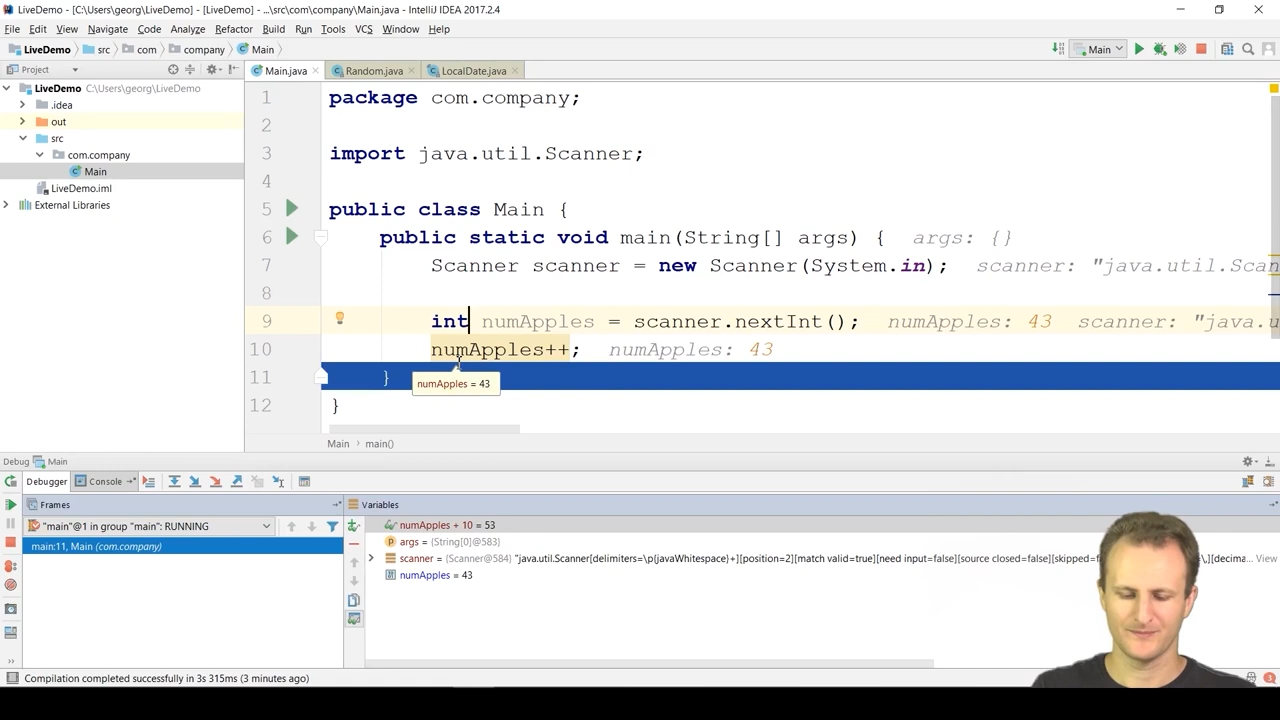 LiveDemo - [C:\Users\georg\LiveDemo] - [LiveDemo] - ...\src\com\company\Main.java - IntelliJ IDEA 2017.2.4
File Edit View Navigate Code Analyze Refactor Build Run Tools VCS Window Help
LiveDemo src com company Main Main
Project Main.java Random.java LocalDate.java
LiveDemo C:\Users\georg\LiveDemo
.idea
out
src
com.company
Main
LiveDemo.iml
External Libraries
1 package com.company;
2
3 import java.util.Scanner;
4
5 public class Main {
6 public static void main(String[] args) { args: {}
7 Scanner scanner = new Scanner(System.in); scanner: "java.util.Scan
8
9 int numApples = scanner.nextInt(); numApples: 43 scanner: "java.u
10 numApples++; numApples: 43
11 }
numApples = 43
12 }
Main › main()
Debug Main
Debugger Console
Frames Variables
"main"@1 in group "main": RUNNING
main:11, Main (com.company)
numApples + 10 = 53
args = {String[0]@583}
scanner = {Scanner@584} "java.util.Scanner[delimiters=\p{javaWhitespace}+][position=2][match valid=true][need input=false][source closed=false][skipped=f ,][decima... View
numApples = 43
Compilation completed successfully in 3s 315ms (3 minutes ago)